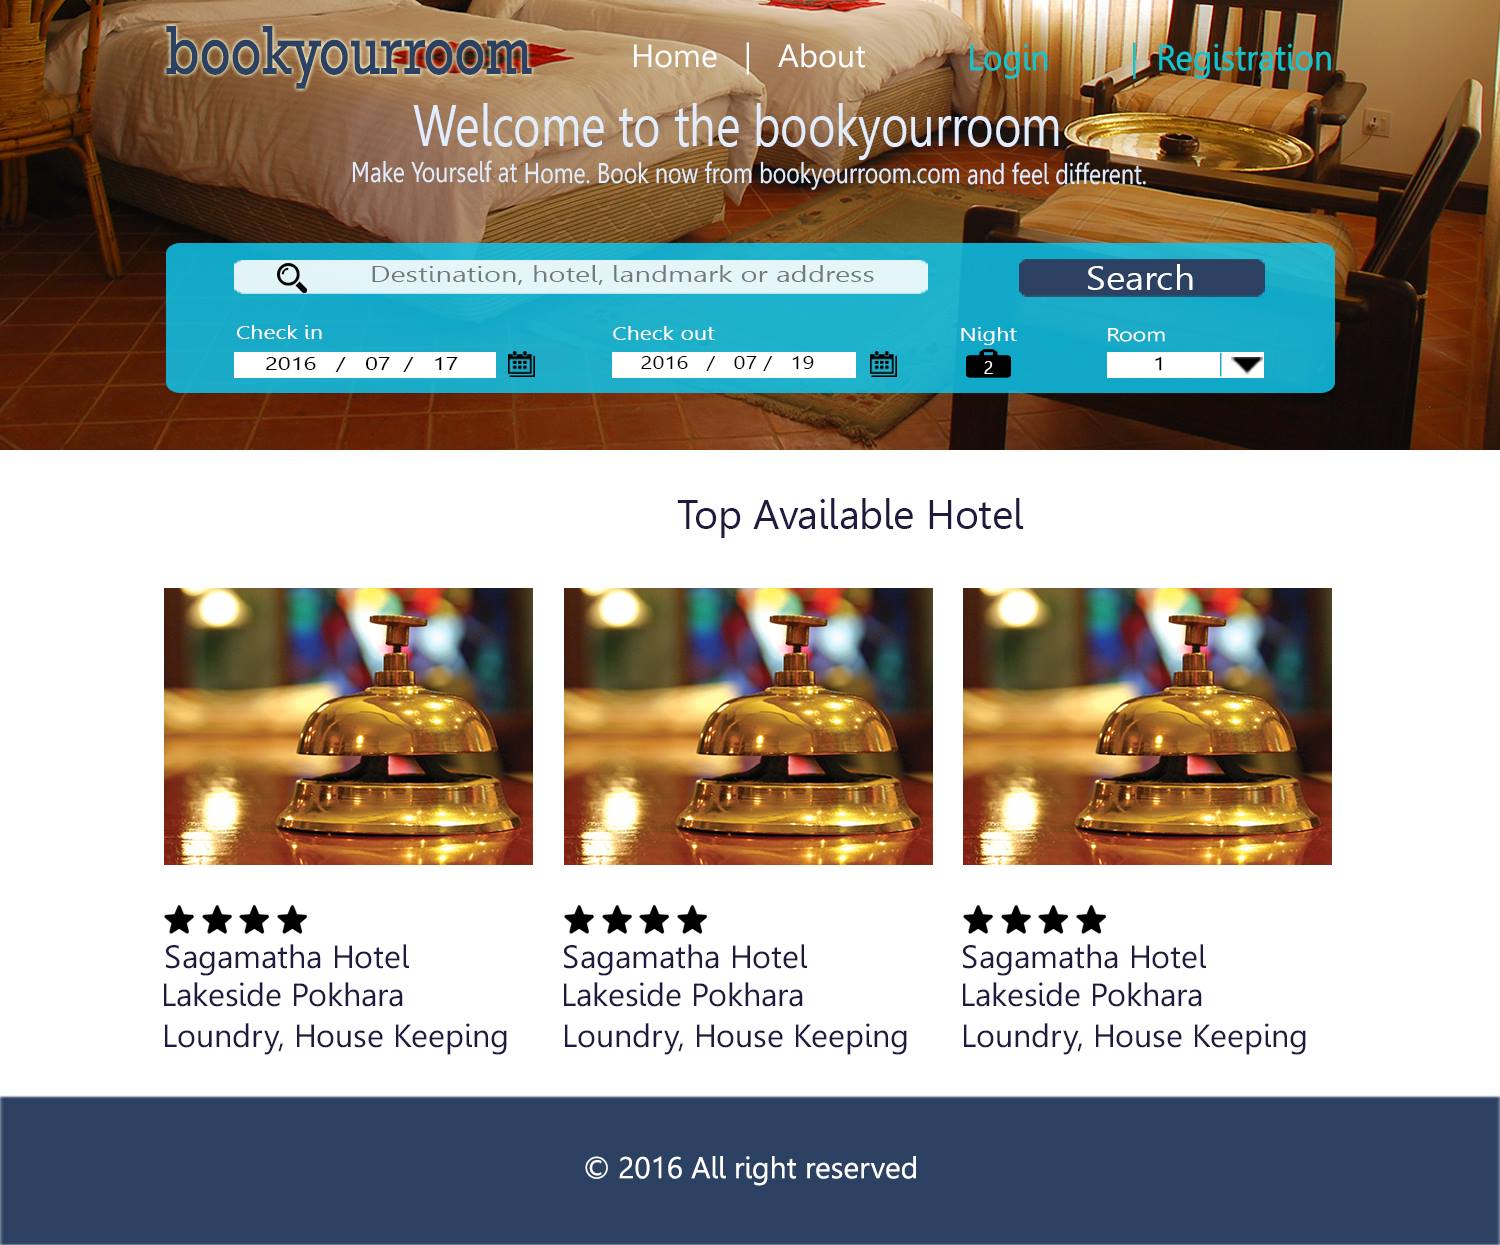 bookyourroom
Home | About
Login | Registration
Welcome to the bookyourroom
Make Yourself at Home. Book now from bookyourroom.com and feel different.
Destination, hotel, landmark or address
Search
Check in
Check out
Night
Room
2016 / 07 / 17
2016 / 07 / 19
2
1
Top Available Hotel
Sagamatha Hotel
Lakeside Pokhara
Loundry, House Keeping
Sagamatha Hotel
Lakeside Pokhara
Loundry, House Keeping
Sagamatha Hotel
Lakeside Pokhara
Loundry, House Keeping
© 2016 All right reserved